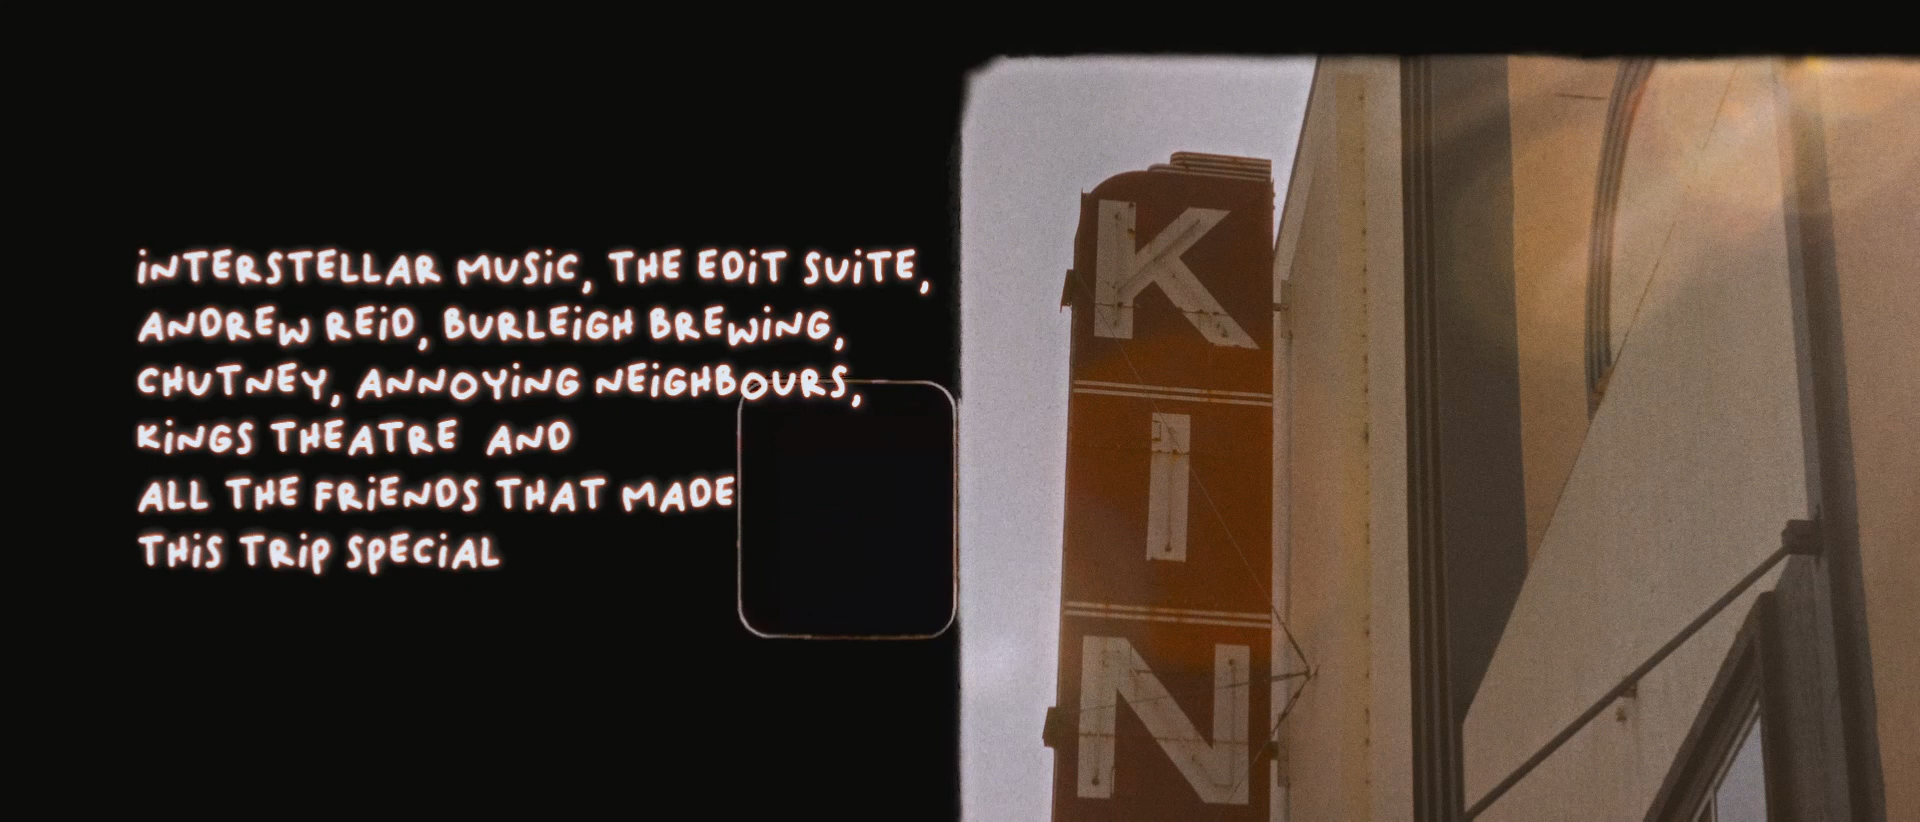 iNTERSTELLAR MUSiC, THE EDiT SUiTE,
ANDREW REiD, BURLEiGH BREWiNG,
CHUTNEY, ANNOYiNG NEiGHBOURS,
KiNGS THEATRE AND
ALL THE FRiENDS THAT MADE
THiS TRiP SPECiAL
K
I
N